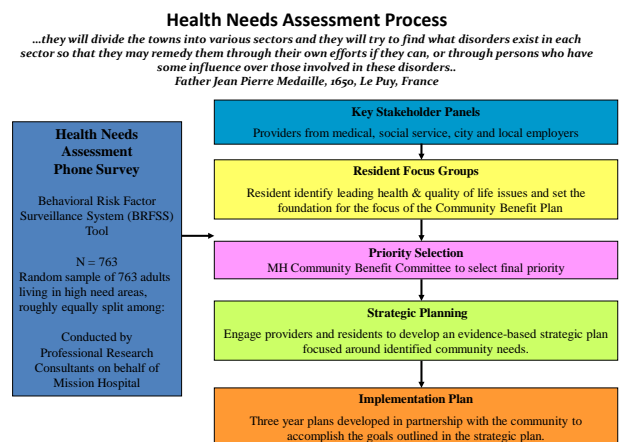 Health Needs Assessment Process
...they will divide the towns into various sectors and they will try to find what disorders exist in each
sector so that they may remedy them through their own efforts if they can, or through persons who have
some influence over those involved in these disorders..
Father Jean Pierre Medaille, 1650, Le Puy, France
Health Needs
Assessment
Phone Survey
Behavioral Risk Factor
Surveillance System (BRFSS)
Tool
N = 763
Random sample of 763 adults
living in high need areas,
roughly equally split among:
Conducted by
Professional Research
Consultants on behalf of
Mission Hospital
Key Stakeholder Panels
Providers from medical, social service, city and local employers
Resident Focus Groups
Resident identify leading health & quality of life issues and set the
foundation for the focus of the Community Benefit Plan
Priority Selection
MH Community Benefit Committee to select final priority
Strategic Planning
Engage providers and residents to develop an evidence-based strategic plan
focused around identified community needs.
Implementation Plan
Three year plans developed in partnership with the community to
accomplish the goals outlined in the strategic plan.